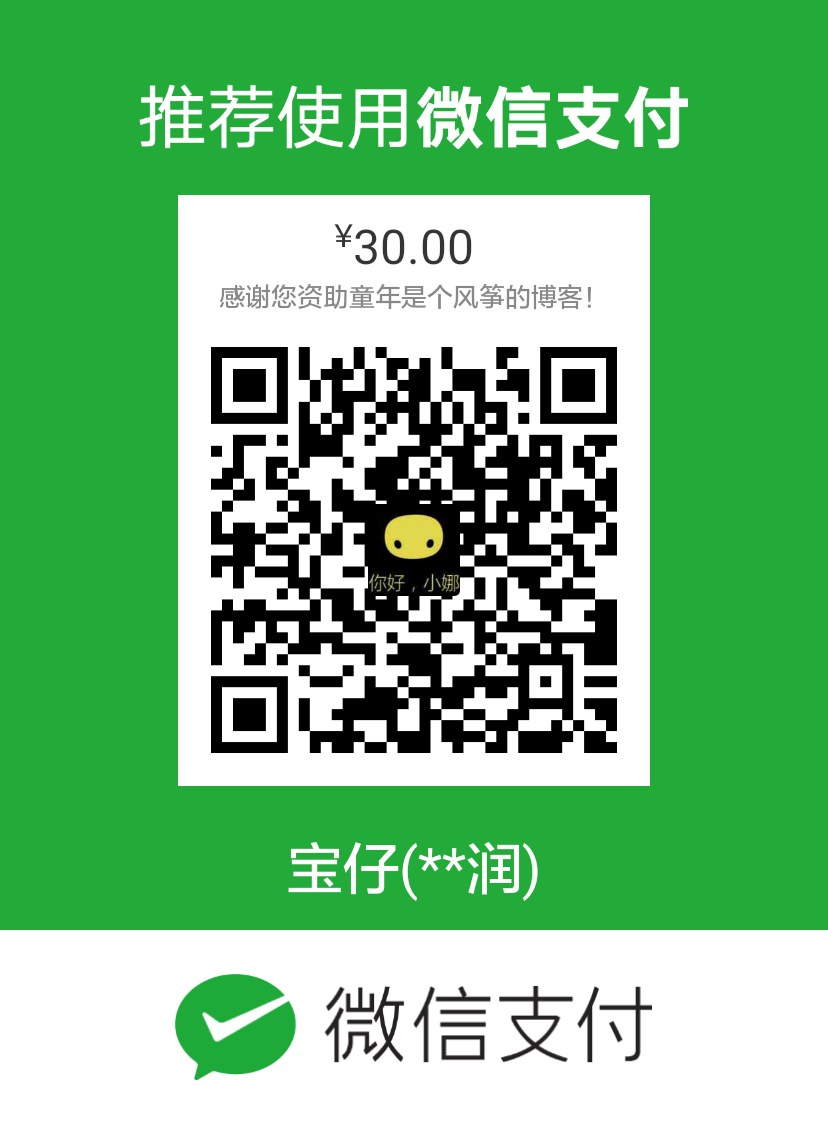 推荐使用微信支付
¥30.00
感谢您资助童年是个风筝的博客!
你好，小娜
宝仔(**润)
微信支付